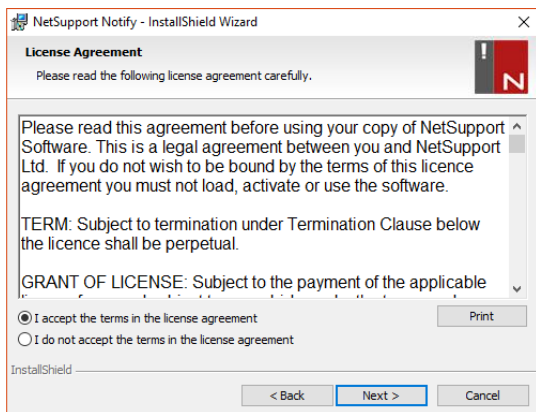 NetSupport Notify - InstallShield Wizard
License Agreement
Please read the following license agreement carefully.
! N
Please read this agreement before using your copy of NetSupport
Software. This is a legal agreement between you and NetSupport
Ltd. If you do not wish to be bound by the terms of this licence
agreement you must not load, activate or use the software.
TERM: Subject to termination under Termination Clause below
the licence shall be perpetual.
GRANT OF LICENSE: Subject to the payment of the applicable
I accept the terms in the license agreement
Print
I do not accept the terms in the license agreement
InstallShield
< Back Next > Cancel